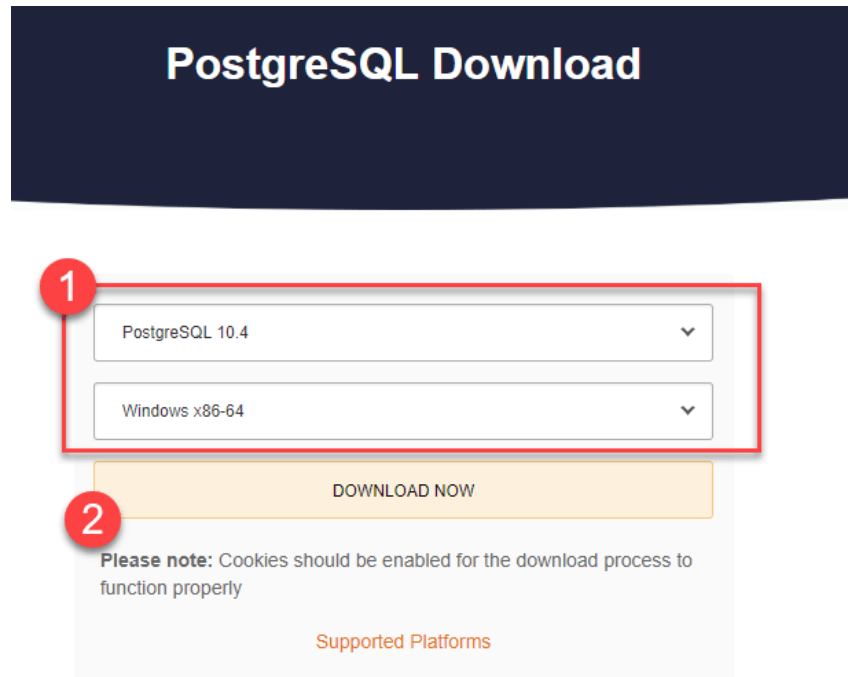 PostgreSQL Download
1
PostgreSQL 10.4
Windows x86-64
DOWNLOAD NOW
2
Please note: Cookies should be enabled for the download process to
function properly
Supported Platforms